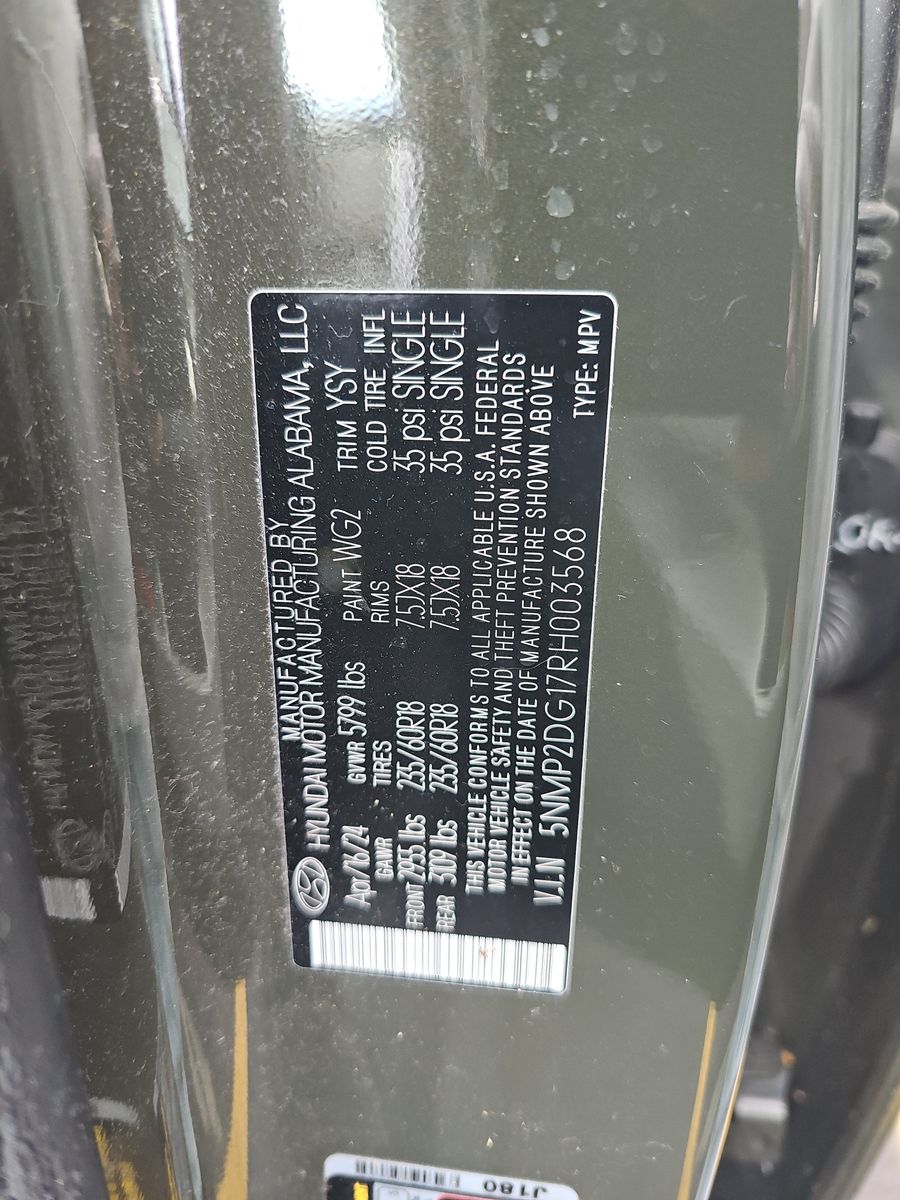 MANUFACTURED BY
HYUNDAI MOTOR MANUFACTURING ALABAMA, LLC
Apr/16/24 GVWR 5799 lbs PAINT WG2 TRIM YSY
GAWR TIRES RIMS COLD TIRE INFL
FRONT 2955 lbs 235/60R18 7.5JX18 35 psi SINGLE
REAR 3109 lbs 235/60R18 7.5JX18 35 psi SINGLE
THIS VEHICLE CONFORMS TO ALL APPLICABLE U.S.A. FEDERAL
MOTOR VEHICLE SAFETY AND THEFT PREVENTION STANDARDS
IN EFFECT ON THE DATE OF MANUFACTURE SHOWN ABOVE
V.I.N 5NMP2DG17RH003568
TYPE: MPV
J180